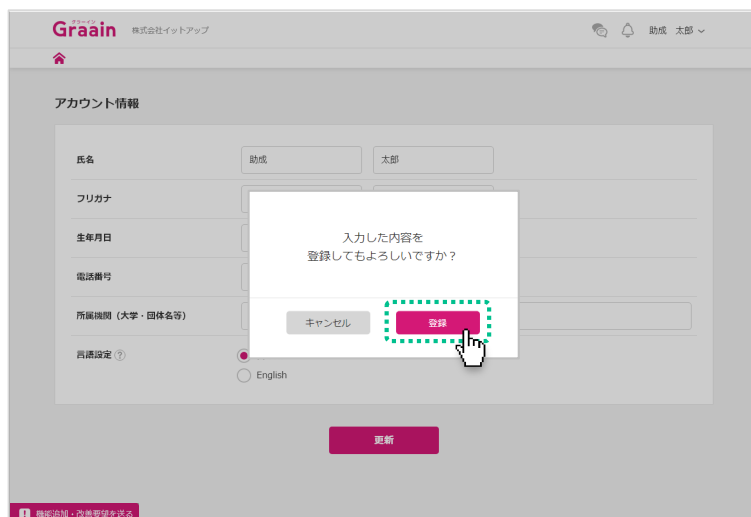 グラーイン
Graain 株式会社イットアップ 助成 太郎
アカウント情報
氏名 助成 太郎
フリガナ
生年月日
電話番号
所属機関（大学・団体名等）
言語設定 ?
English
入力した内容を
登録してもよろしいですか？
キャンセル 登録
更新
! 機能追加・改善要望を送る